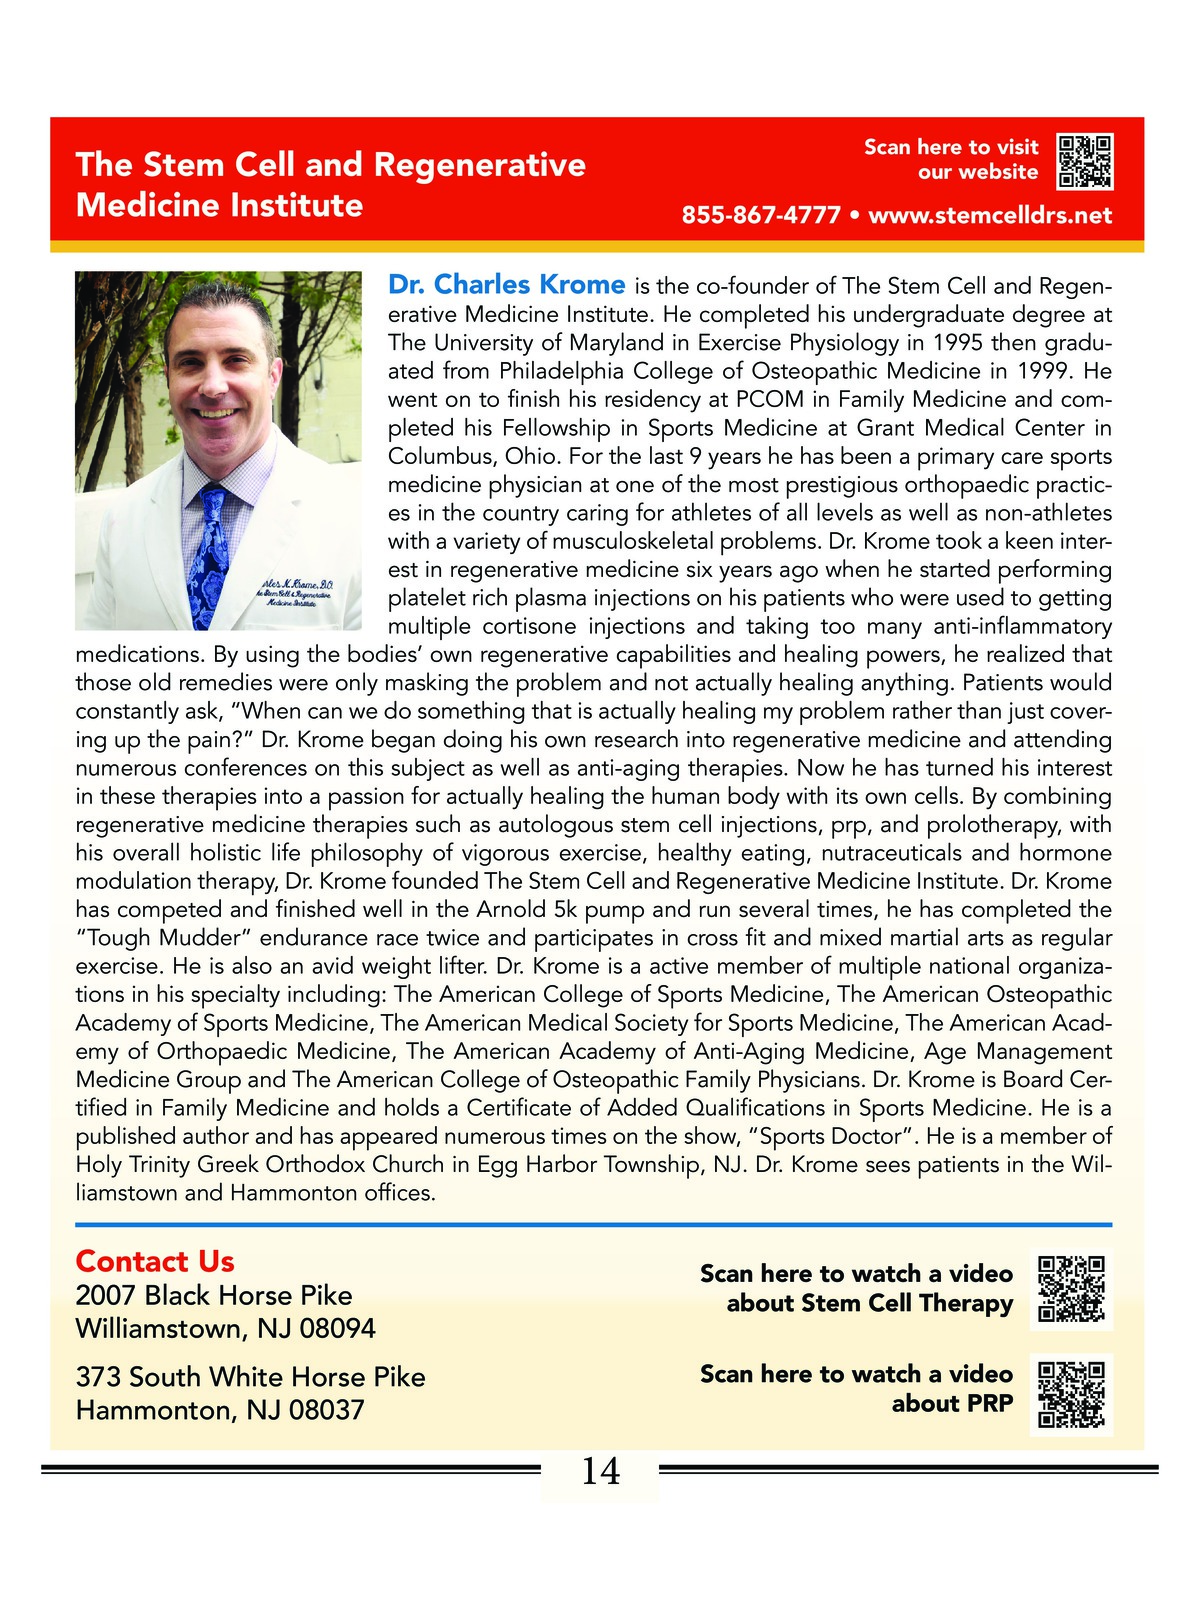 The Stem Cell and Regenerative
Medicine Institute
Scan here to visit
our website
855-867-4777 • www.stemcelldrs.net
Dr. Charles Krome is the co-founder of The Stem Cell and Regen-
erative Medicine Institute. He completed his undergraduate degree at
The University of Maryland in Exercise Physiology in 1995 then gradu-
ated from Philadelphia College of Osteopathic Medicine in 1999. He
went on to finish his residency at PCOM in Family Medicine and com-
pleted his Fellowship in Sports Medicine at Grant Medical Center in
Columbus, Ohio. For the last 9 years he has been a primary care sports
medicine physician at one of the most prestigious orthopaedic practic-
es in the country caring for athletes of all levels as well as non-athletes
with a variety of musculoskeletal problems. Dr. Krome took a keen inter-
est in regenerative medicine six years ago when he started performing
platelet rich plasma injections on his patients who were used to getting
multiple cortisone injections and taking too many anti-inflammatory
medications. By using the bodies’ own regenerative capabilities and healing powers, he realized that
those old remedies were only masking the problem and not actually healing anything. Patients would
constantly ask, “When can we do something that is actually healing my problem rather than just cover-
ing up the pain?” Dr. Krome began doing his own research into regenerative medicine and attending
numerous conferences on this subject as well as anti-aging therapies. Now he has turned his interest
in these therapies into a passion for actually healing the human body with its own cells. By combining
regenerative medicine therapies such as autologous stem cell injections, prp, and prolotherapy, with
his overall holistic life philosophy of vigorous exercise, healthy eating, nutraceuticals and hormone
modulation therapy, Dr. Krome founded The Stem Cell and Regenerative Medicine Institute. Dr. Krome
has competed and finished well in the Arnold 5k pump and run several times, he has completed the
“Tough Mudder” endurance race twice and participates in cross fit and mixed martial arts as regular
exercise. He is also an avid weight lifter. Dr. Krome is a active member of multiple national organiza-
tions in his specialty including: The American College of Sports Medicine, The American Osteopathic
Academy of Sports Medicine, The American Medical Society for Sports Medicine, The American Acad-
emy of Orthopaedic Medicine, The American Academy of Anti-Aging Medicine, Age Management
Medicine Group and The American College of Osteopathic Family Physicians. Dr. Krome is Board Cer-
tified in Family Medicine and holds a Certificate of Added Qualifications in Sports Medicine. He is a
published author and has appeared numerous times on the show, “Sports Doctor”. He is a member of
Holy Trinity Greek Orthodox Church in Egg Harbor Township, NJ. Dr. Krome sees patients in the Wil-
liamstown and Hammonton offices.
rles N. Krome, D.O.
he Stem Cell & Regenerative
Medicine Institute
Contact Us
2007 Black Horse Pike
Williamstown, NJ 08094
373 South White Horse Pike
Hammonton, NJ 08037
Scan here to watch a video
about Stem Cell Therapy
Scan here to watch a video
about PRP
14